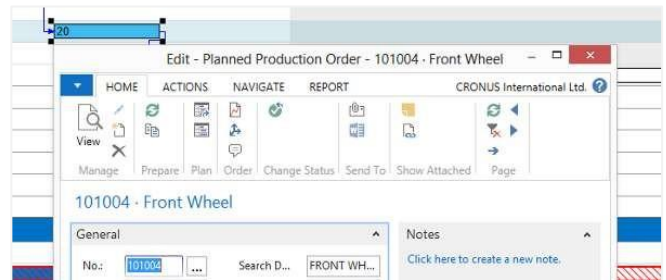 20
Edit - Planned Production Order - 101004 · Front Wheel
HOME ACTIONS NAVIGATE REPORT CRONUS International Ltd.
View
Manage Prepare Plan Order Change Status Send To Show Attached Page
101004 · Front Wheel
General Notes
No.: 101004 ... Search D... FRONT WH... Click here to create a new note.